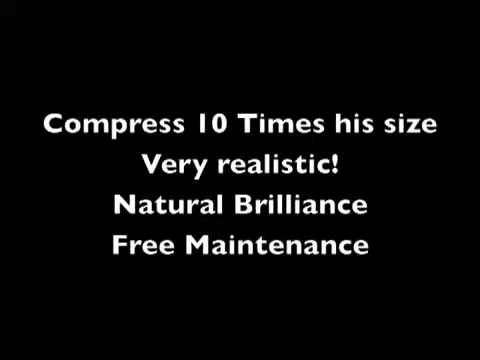 Compress 10 Times his size
Very realistic!
Natural Brilliance
Free Maintenance